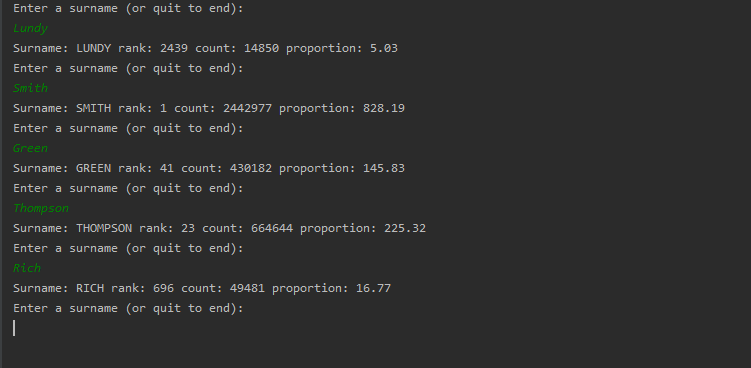 Enter a surname (or quit to end):
Lundy
Surname: LUNDY rank: 2439 count: 14850 proportion: 5.03
Enter a surname (or quit to end):
Smith
Surname: SMITH rank: 1 count: 2442977 proportion: 828.19
Enter a surname (or quit to end):
Green
Surname: GREEN rank: 41 count: 430182 proportion: 145.83
Enter a surname (or quit to end):
Thompson
Surname: THOMPSON rank: 23 count: 664644 proportion: 225.32
Enter a surname (or quit to end):
Rich
Surname: RICH rank: 696 count: 49481 proportion: 16.77
Enter a surname (or quit to end):